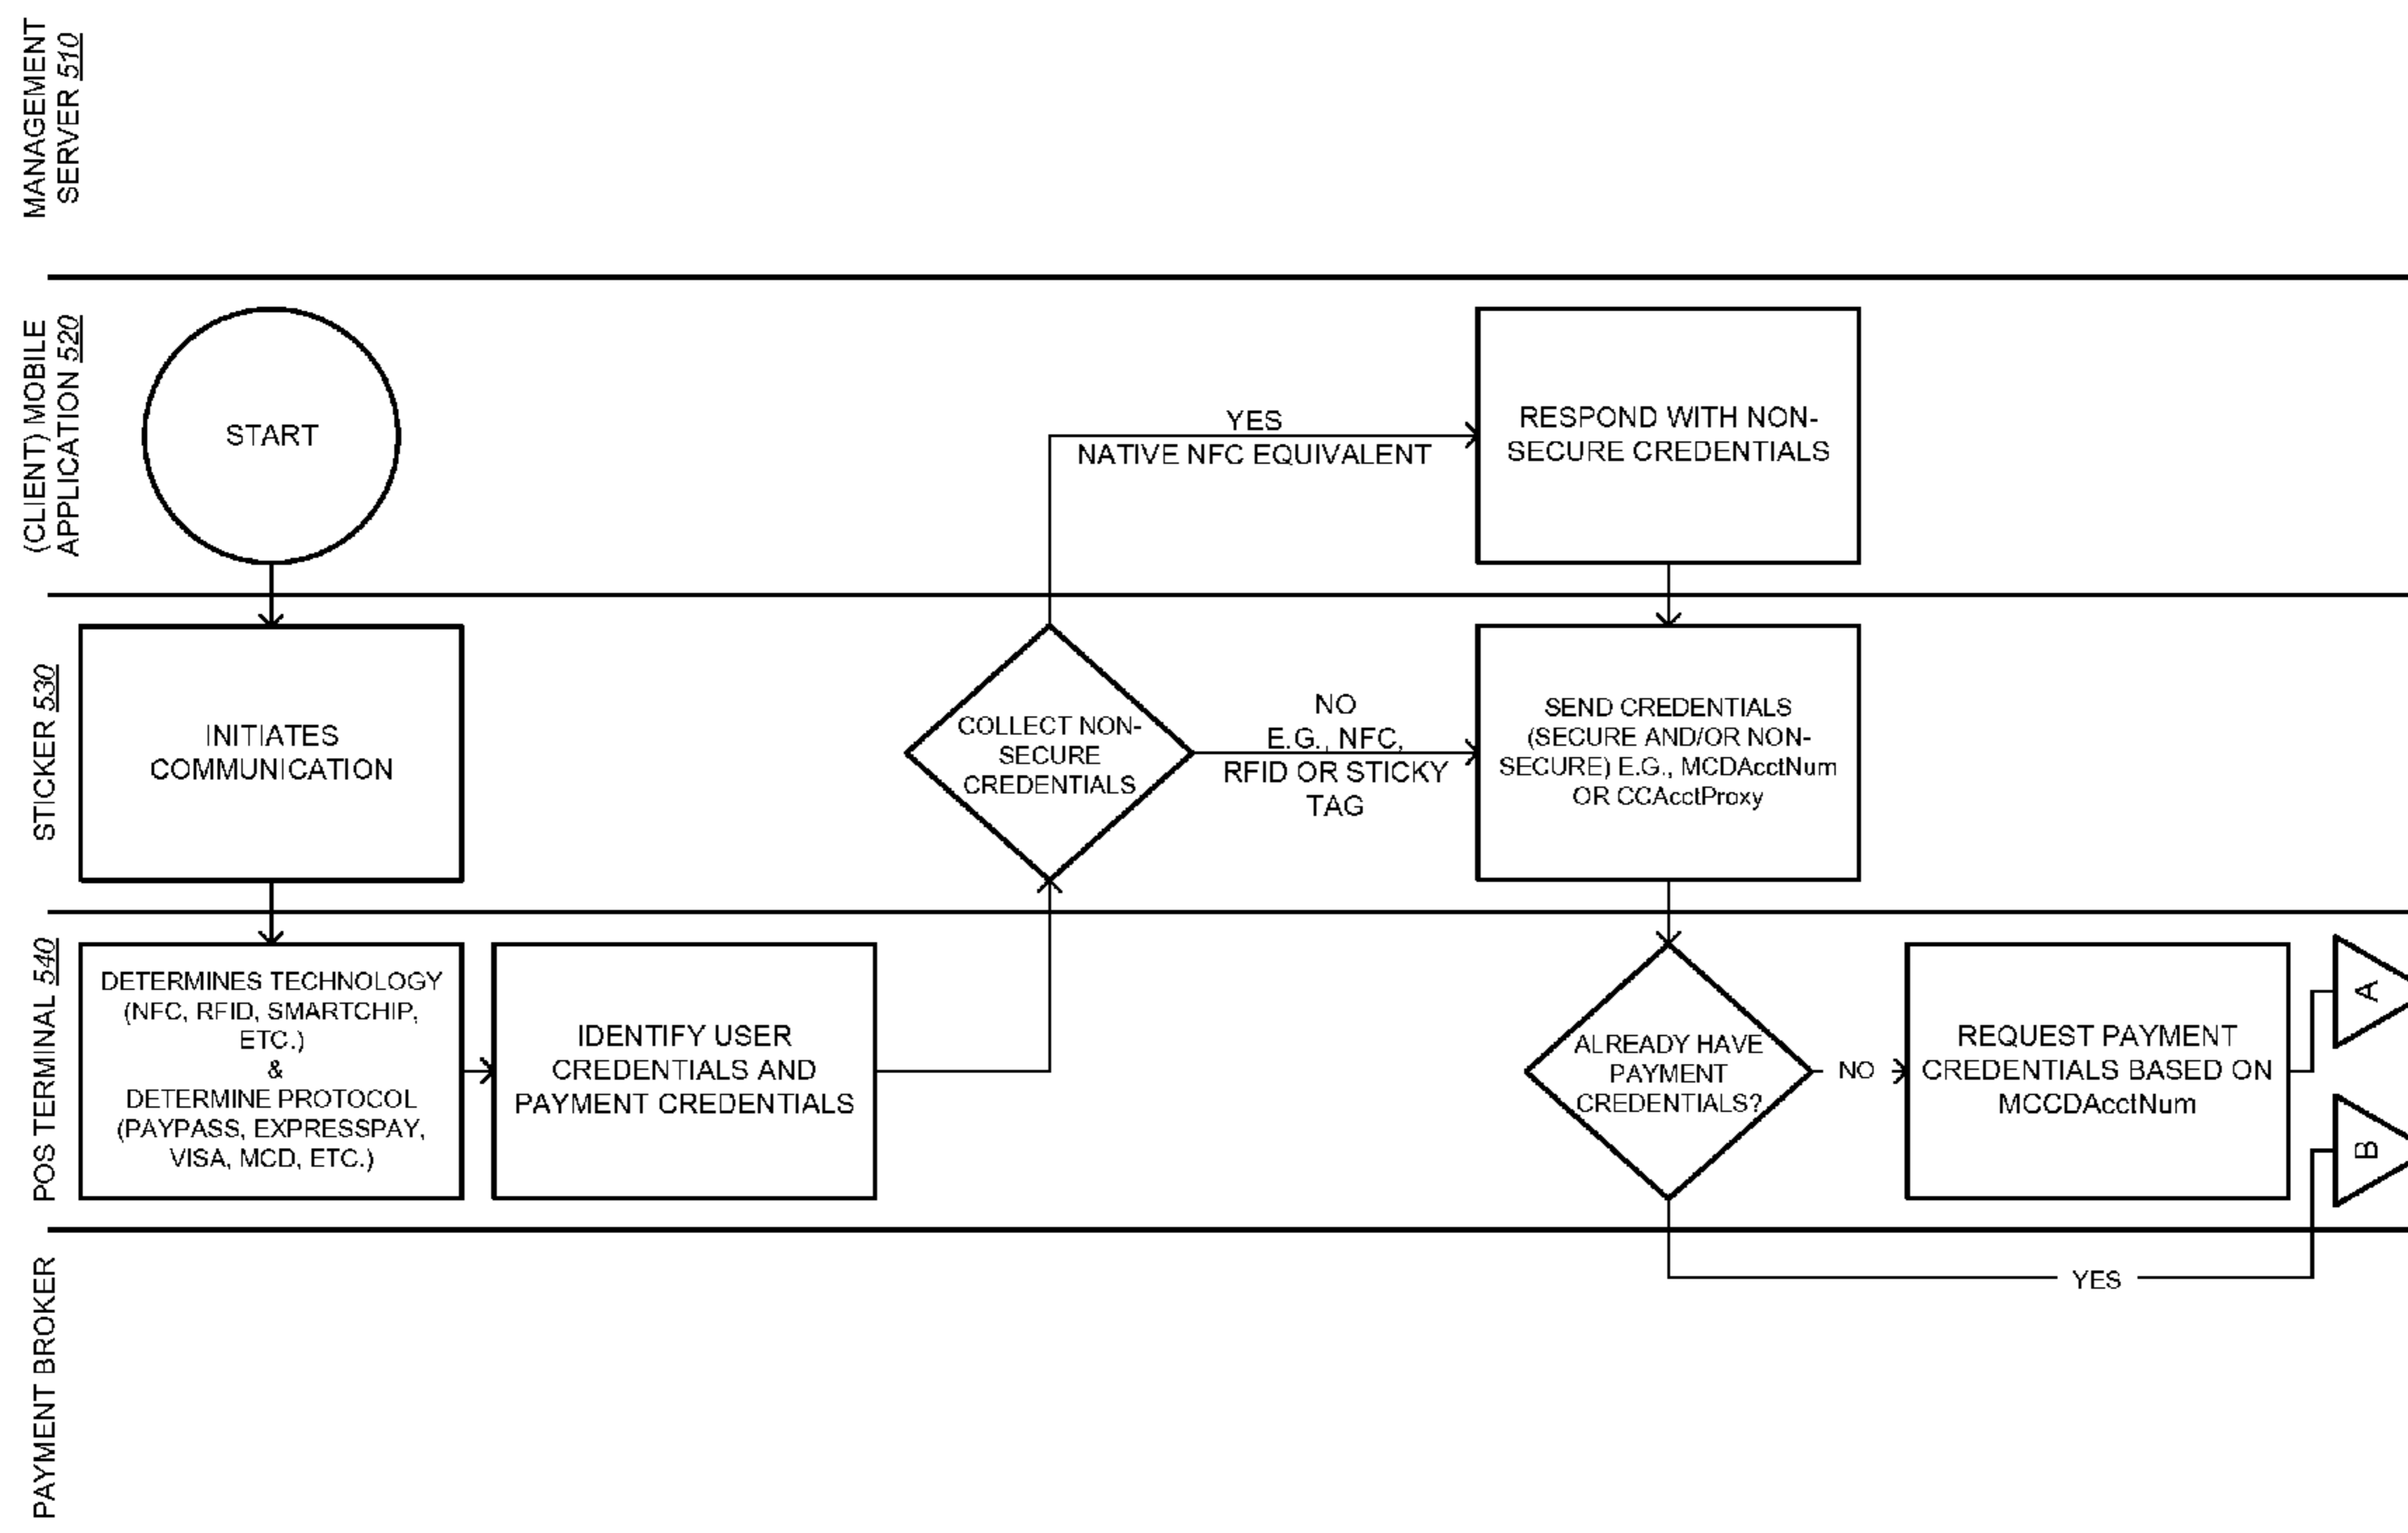 MANAGEMENT
SERVER 510
(CLIENT) MOBILE
APPLICATION 520
START
YES
NATIVE NFC EQUIVALENT
RESPOND WITH NON-
SECURE CREDENTIALS
STICKER 530
INITIATES
COMMUNICATION
COLLECT NON-
SECURE
CREDENTIALS
NO
E.G., NFC,
RFID OR STICKY
TAG
SEND CREDENTIALS
(SECURE AND/OR NON-
SECURE) E.G., MCDAcctNum
OR CCAcctProxy
POS TERMINAL 540
DETERMINES TECHNOLOGY
(NFC, RFID, SMARTCHIP,
ETC.)
&
DETERMINE PROTOCOL
(PAYPASS, EXPRESSPAY,
VISA, MCD, ETC.)
IDENTIFY USER
CREDENTIALS AND
PAYMENT CREDENTIALS
ALREADY HAVE
PAYMENT
CREDENTIALS?
NO
REQUEST PAYMENT
CREDENTIALS BASED ON
MCCDAcctNum
A
B
PAYMENT BROKER
YES